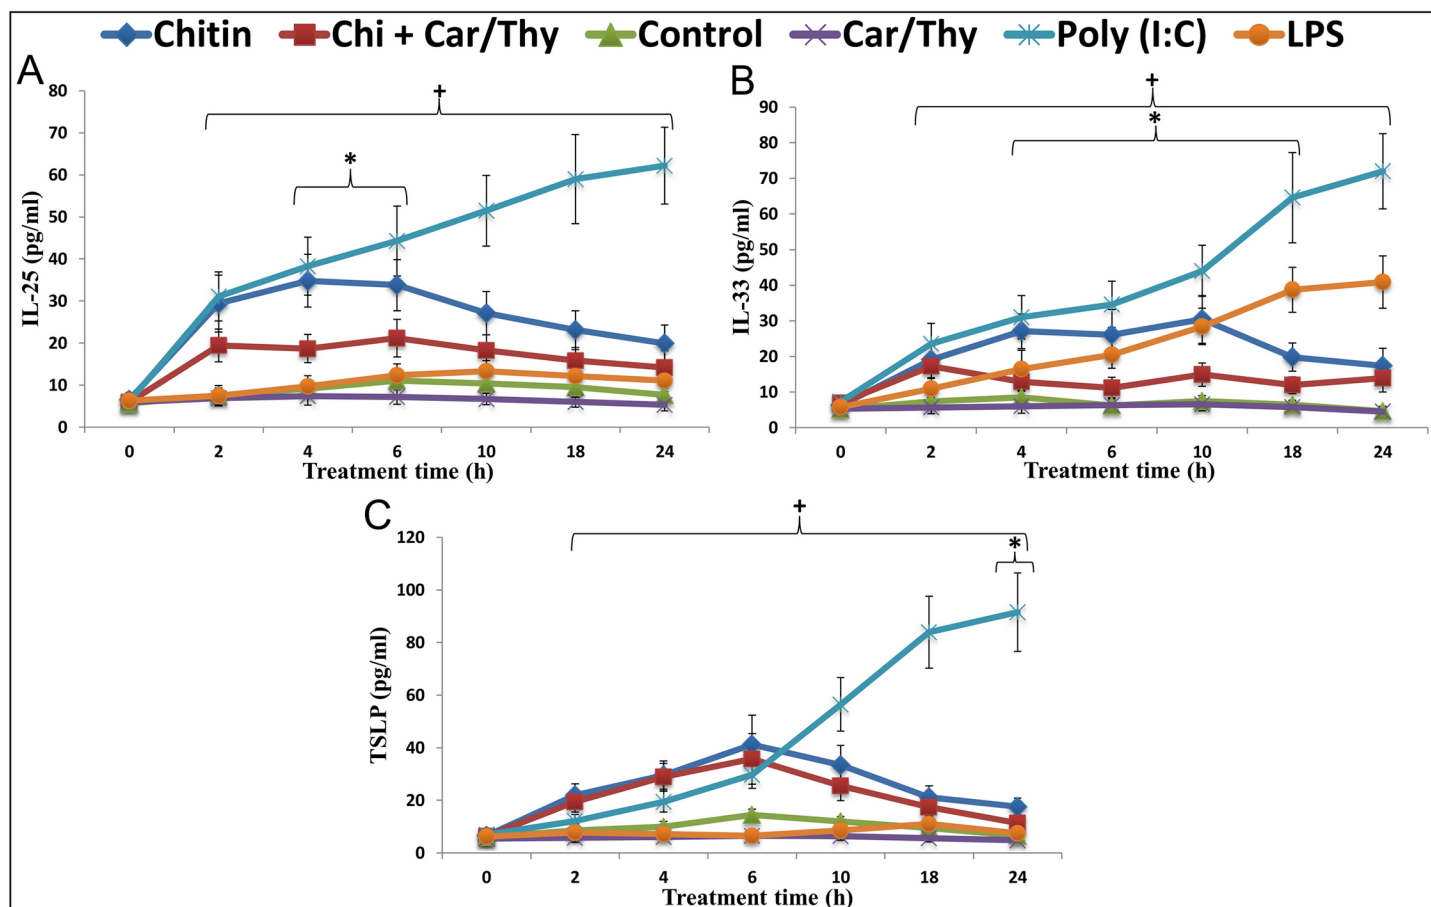 Chitin Chi + Car/Thy Control Car/Thy Poly (I:C) LPS
A
80
70
60
50
40
30
20
10
0
IL-25 (pg/ml)
+
*
0 2 4 6 10 18 24
Treatment time (h)
B
90
80
70
60
50
40
30
20
10
0
IL-33 (pg/ml)
+
*
0 2 4 6 10 18 24
Treatment time (h)
C
120
100
80
60
40
20
0
TSLP (pg/ml)
+
*
0 2 4 6 10 18 24
Treatment time (h)